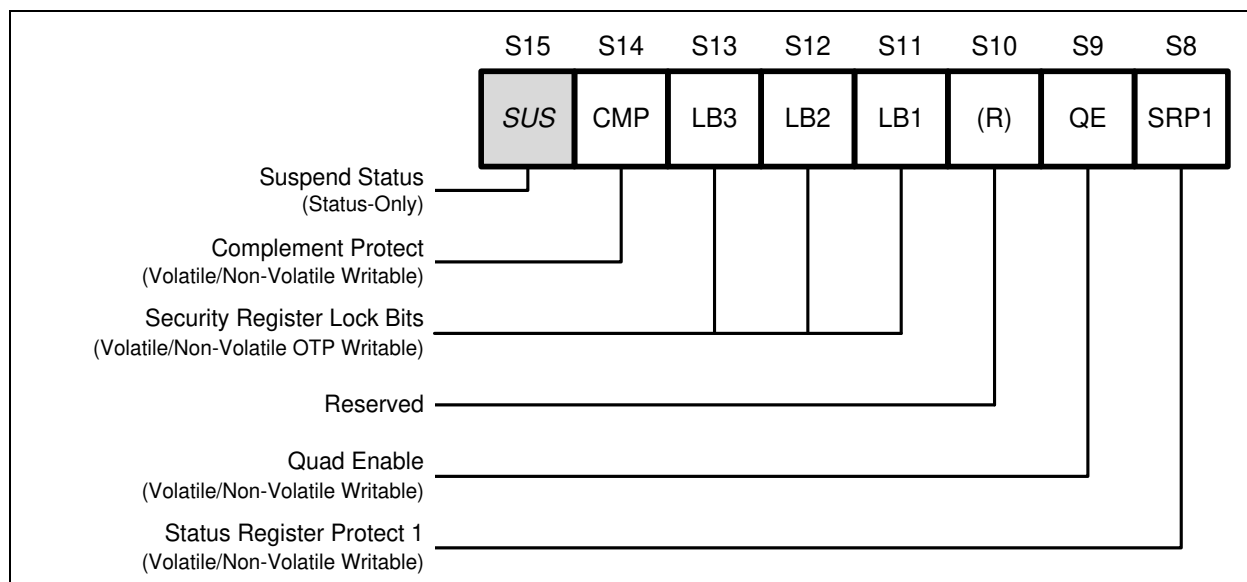 S15 S14 S13 S12 S11 S10 S9 S8
SUS CMP LB3 LB2 LB1 (R) QE SRP1
Suspend Status
(Status-Only)
Complement Protect
(Volatile/Non-Volatile Writable)
Security Register Lock Bits
(Volatile/Non-Volatile OTP Writable)
Reserved
Quad Enable
(Volatile/Non-Volatile Writable)
Status Register Protect 1
(Volatile/Non-Volatile Writable)